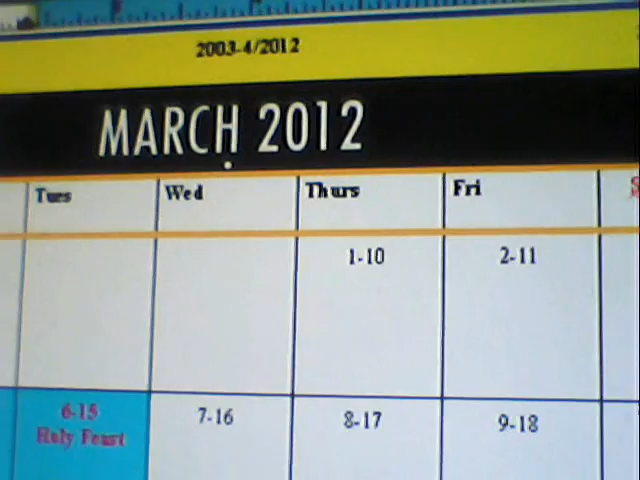 2003-4/2012
MARCH 2012
Tues Wed Thurs Fri S
1-10 2-11
6-15 7-16 8-17 9-18
Holy Feast